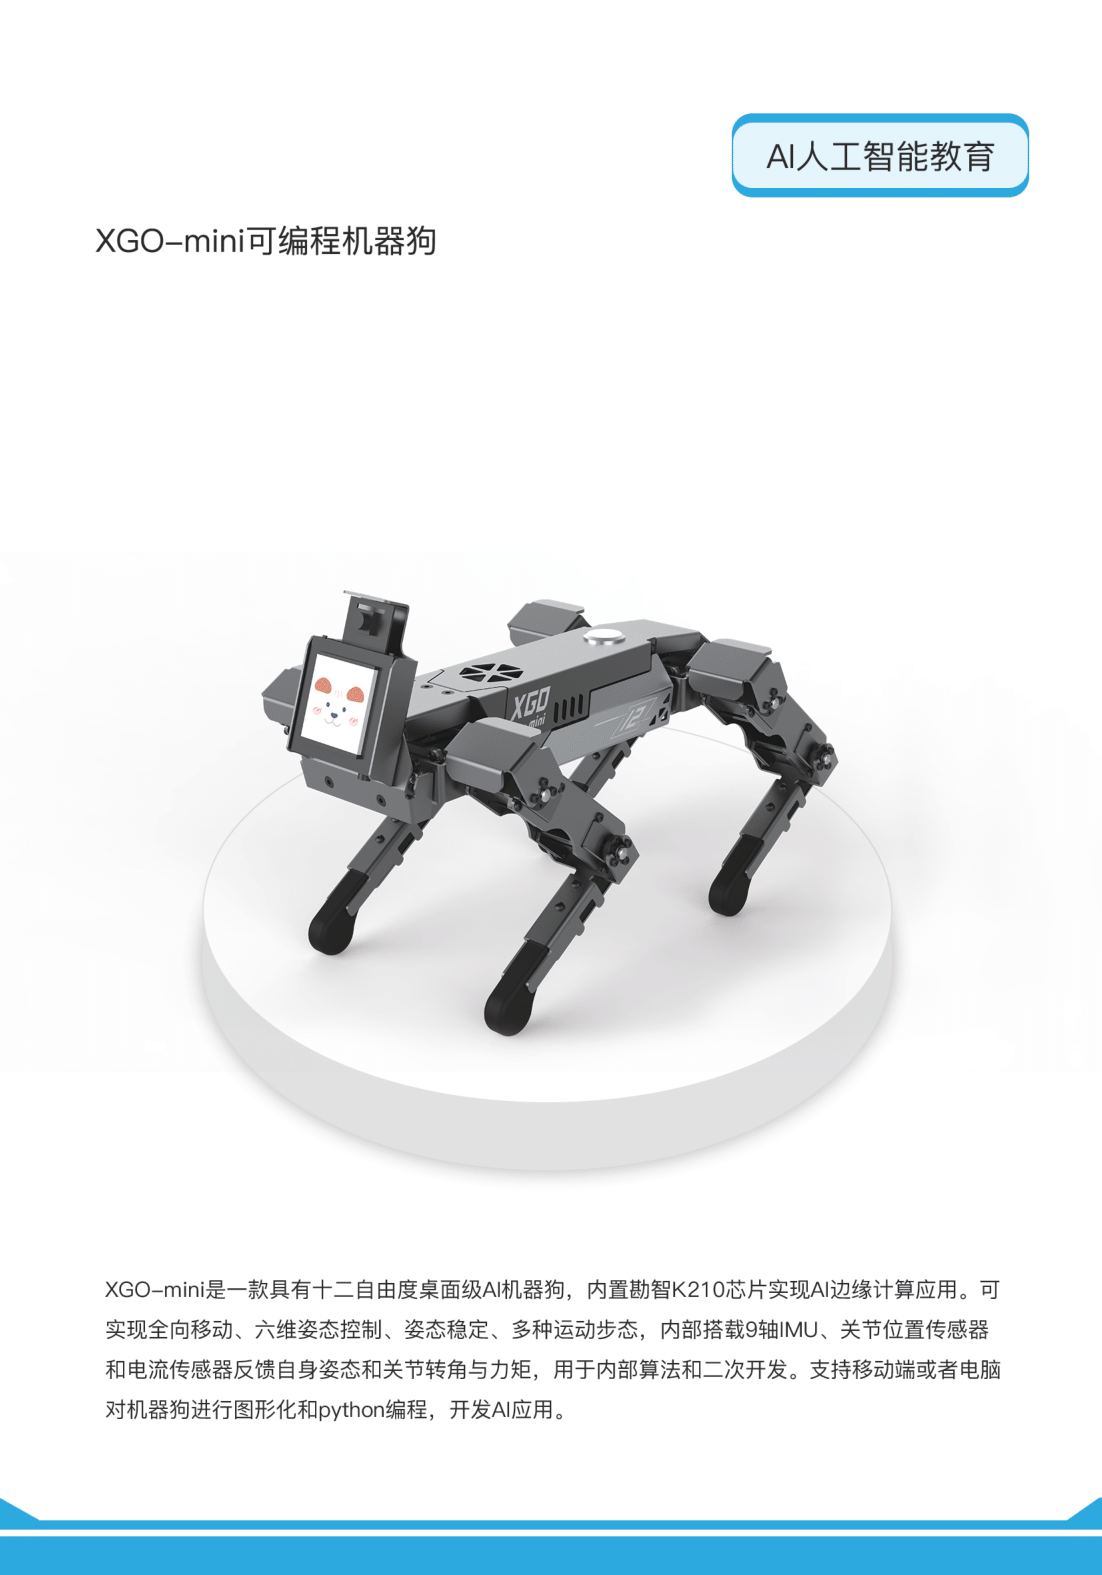 AI人工智能教育
XGO-mini可编程机器狗
XGO
mini
12
XGO-mini是一款具有十二自由度桌面级AI机器狗，内置勘智K210芯片实现AI边缘计算应用。可
实现全向移动、六维姿态控制、姿态稳定、多种运动步态，内部搭载9轴IMU、关节位置传感器
和电流传感器反馈自身姿态和关节转角与力矩，用于内部算法和二次开发。支持移动端或者电脑
对机器狗进行图形化和python编程，开发AI应用。